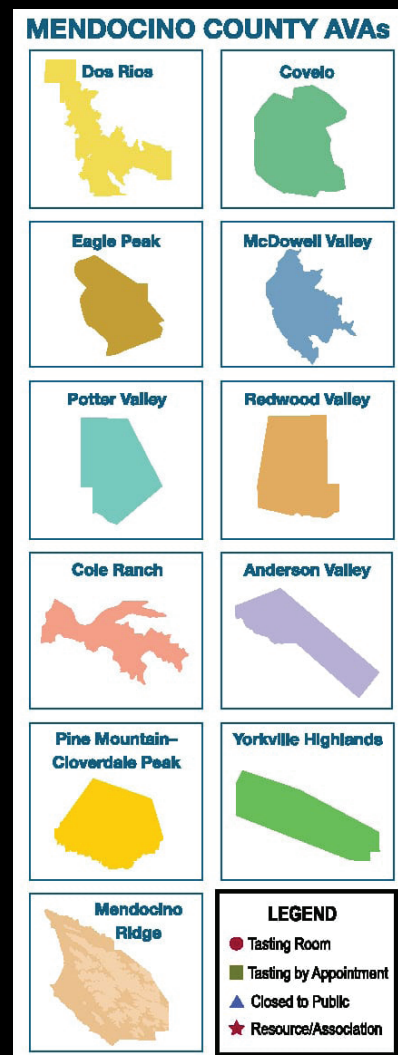 MENDOCINO COUNTY AVAs
Dos Rios
Covelo
Eagle Peak
McDowell Valley
Potter Valley
Redwood Valley
Cole Ranch
Anderson Valley
Pine Mountain–
Cloverdale Peak
Yorkville Highlands
Mendocino
Ridge
LEGEND
Tasting Room
Tasting by Appointment
Closed to Public
Resource/Association